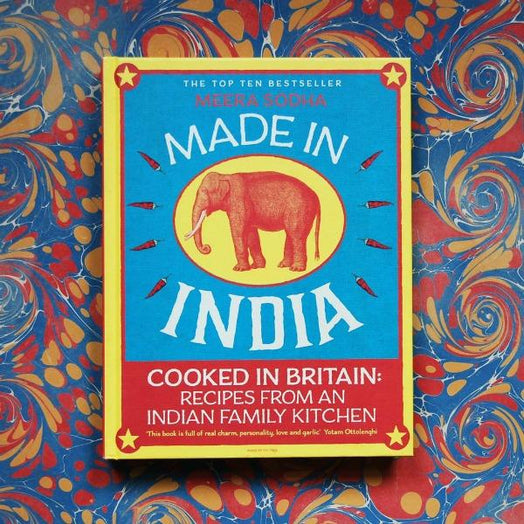 THE TOP TEN BESTSELLER
MEERA SODHA
MADE IN
INDIA
COOKED IN BRITAIN:
RECIPES FROM AN
INDIAN FAMILY KITCHEN
'This book is full of real charm, personality, love and garlic' Yotam Ottolenghi